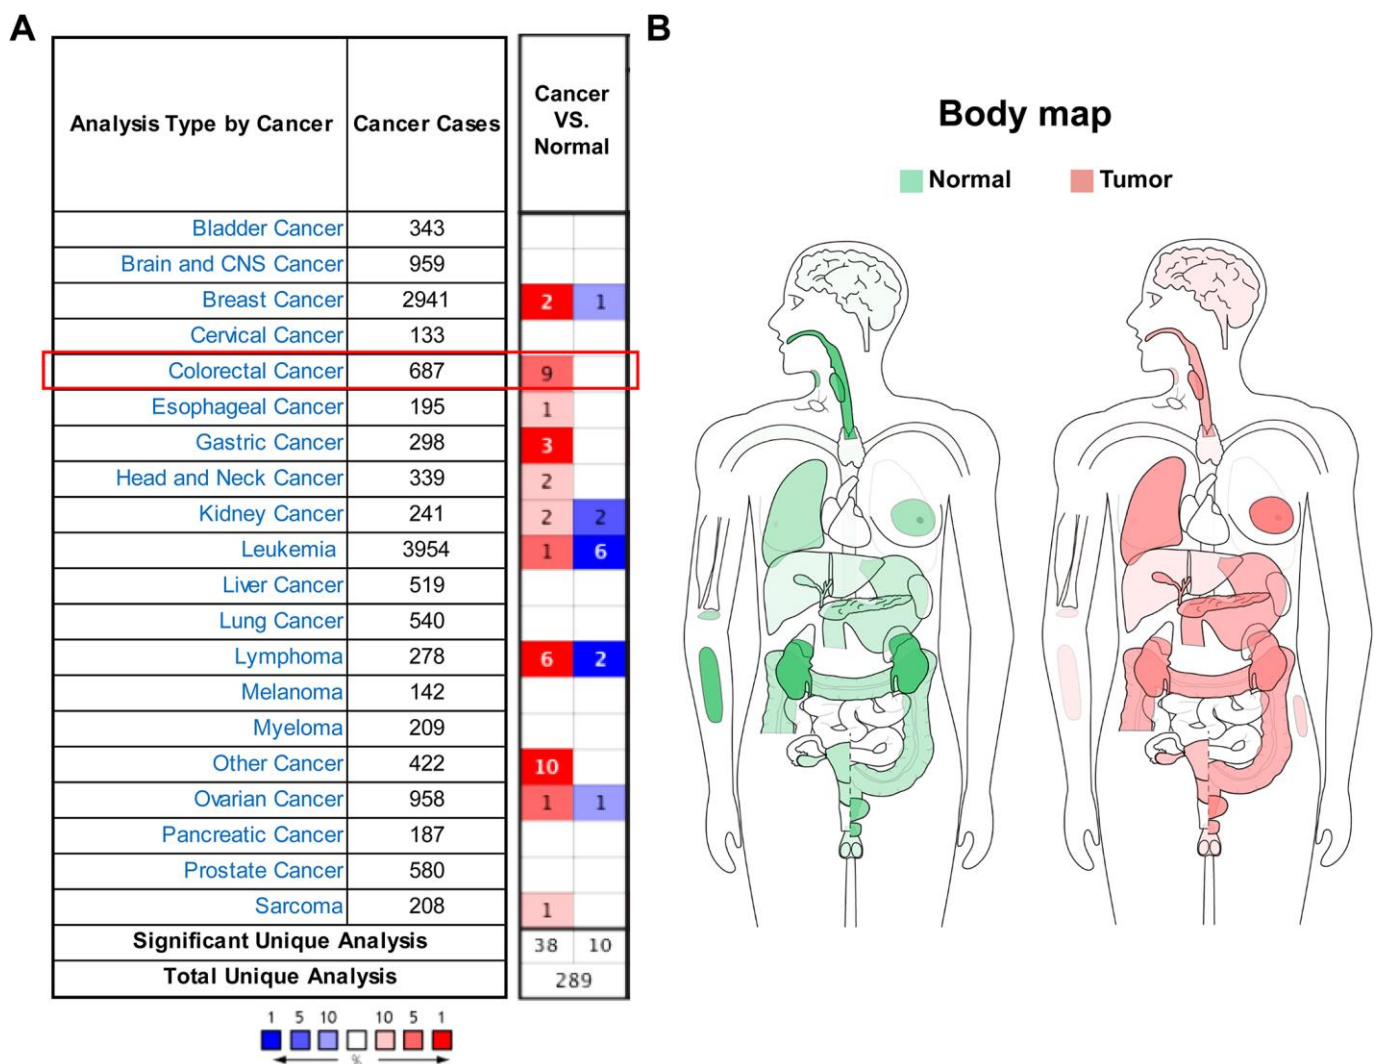 A
B
Analysis Type by Cancer Cancer Cases Cancer
VS.
Normal
Body map
Normal Tumor
Bladder Cancer 343
Brain and CNS Cancer 959
Breast Cancer 2941 2 1
Cervical Cancer 133
Colorectal Cancer 687 9
Esophageal Cancer 195 1
Gastric Cancer 298 3
Head and Neck Cancer 339 2
Kidney Cancer 241 2 2
Leukemia 3954 1 6
Liver Cancer 519
Lung Cancer 540
Lymphoma 278 6 2
Melanoma 142
Myeloma 209
Other Cancer 422 10
Ovarian Cancer 958 1 1
Pancreatic Cancer 187
Prostate Cancer 580
Sarcoma 208 1
Significant Unique Analysis 38 10
Total Unique Analysis 289
1 5 10 10 5 1
%